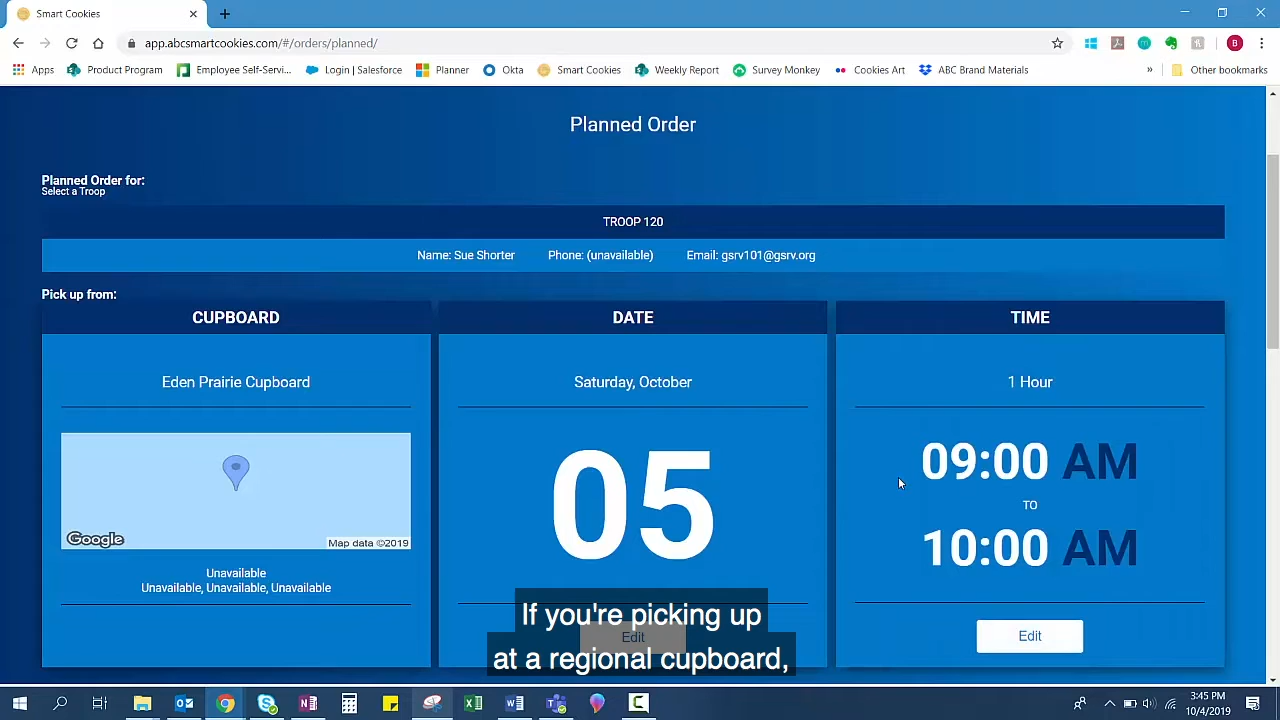 Smart Cookies
app.abcsmartcookies.com/#/orders/planned/
B
Apps Product Program Employee Self-Servi... Login | Salesforce Planner Okta Smart Cookies Weekly Report Survey Monkey Cookies Art ABC Brand Materials » Other bookmarks
Planned Order
Planned Order for:
Select a Troop
TROOP 120
Name: Sue Shorter Phone: (unavailable) Email: gsrv101@gsrv.org
Pick up from:
CUPBOARD DATE TIME
Eden Prairie Cupboard Saturday, October 1 Hour
05
09:00 AM
TO
10:00 AM
Google Map data ©2019
Unavailable
Unavailable, Unavailable, Unavailable
Edit Edit
If you're picking up
at a regional cupboard,
3:45 PM
10/4/2019